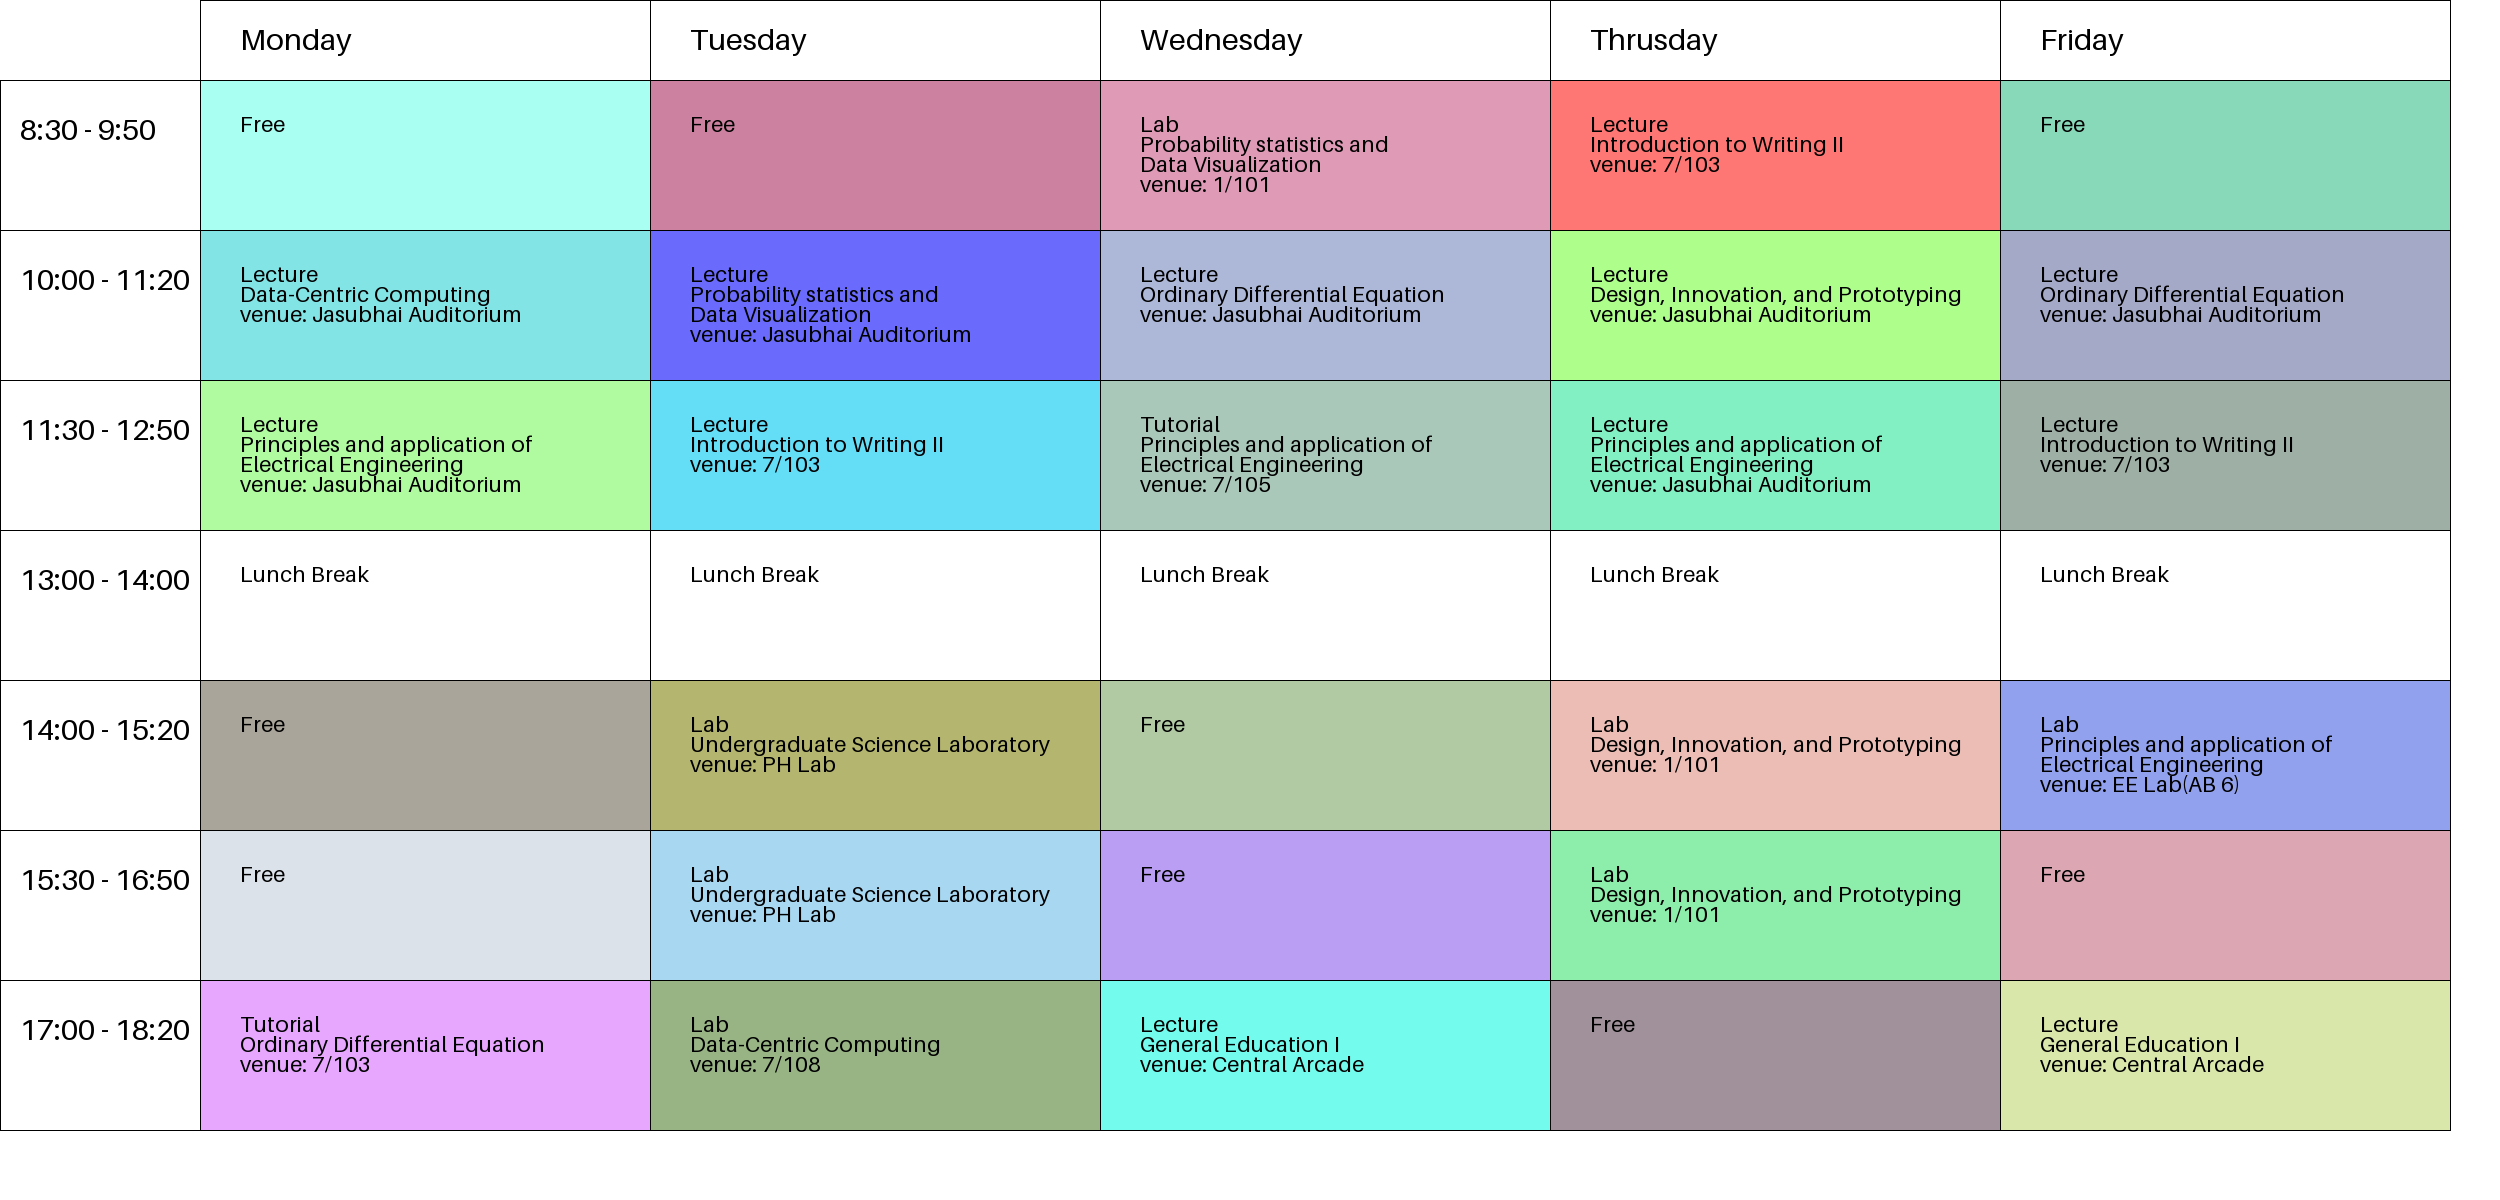 Monday
Tuesday
Wednesday
Thrusday
Friday
8:30 - 9:50
Free
Free
Lab
Probability statistics and
Data Visualization
venue: 1/101
Lecture
Introduction to Writing II
venue: 7/103
Free
10:00 - 11:20
Lecture
Data-Centric Computing
venue: Jasubhai Auditorium
Lecture
Probability statistics and
Data Visualization
venue: Jasubhai Auditorium
Lecture
Ordinary Differential Equation
venue: Jasubhai Auditorium
Lecture
Design, Innovation, and Prototyping
venue: Jasubhai Auditorium
Lecture
Ordinary Differential Equation
venue: Jasubhai Auditorium
11:30 - 12:50
Lecture
Principles and application of
Electrical Engineering
venue: Jasubhai Auditorium
Lecture
Introduction to Writing II
venue: 7/103
Tutorial
Principles and application of
Electrical Engineering
venue: 7/105
Lecture
Principles and application of
Electrical Engineering
venue: Jasubhai Auditorium
Lecture
Introduction to Writing II
venue: 7/103
13:00 - 14:00
Lunch Break
Lunch Break
Lunch Break
Lunch Break
Lunch Break
14:00 - 15:20
Free
Lab
Undergraduate Science Laboratory
venue: PH Lab
Free
Lab
Design, Innovation, and Prototyping
venue: 1/101
Lab
Principles and application of
Electrical Engineering
venue: EE Lab(AB 6)
15:30 - 16:50
Free
Lab
Undergraduate Science Laboratory
venue: PH Lab
Free
Lab
Design, Innovation, and Prototyping
venue: 1/101
Free
17:00 - 18:20
Tutorial
Ordinary Differential Equation
venue: 7/103
Lab
Data-Centric Computing
venue: 7/108
Lecture
General Education I
venue: Central Arcade
Free
Lecture
General Education I
venue: Central Arcade